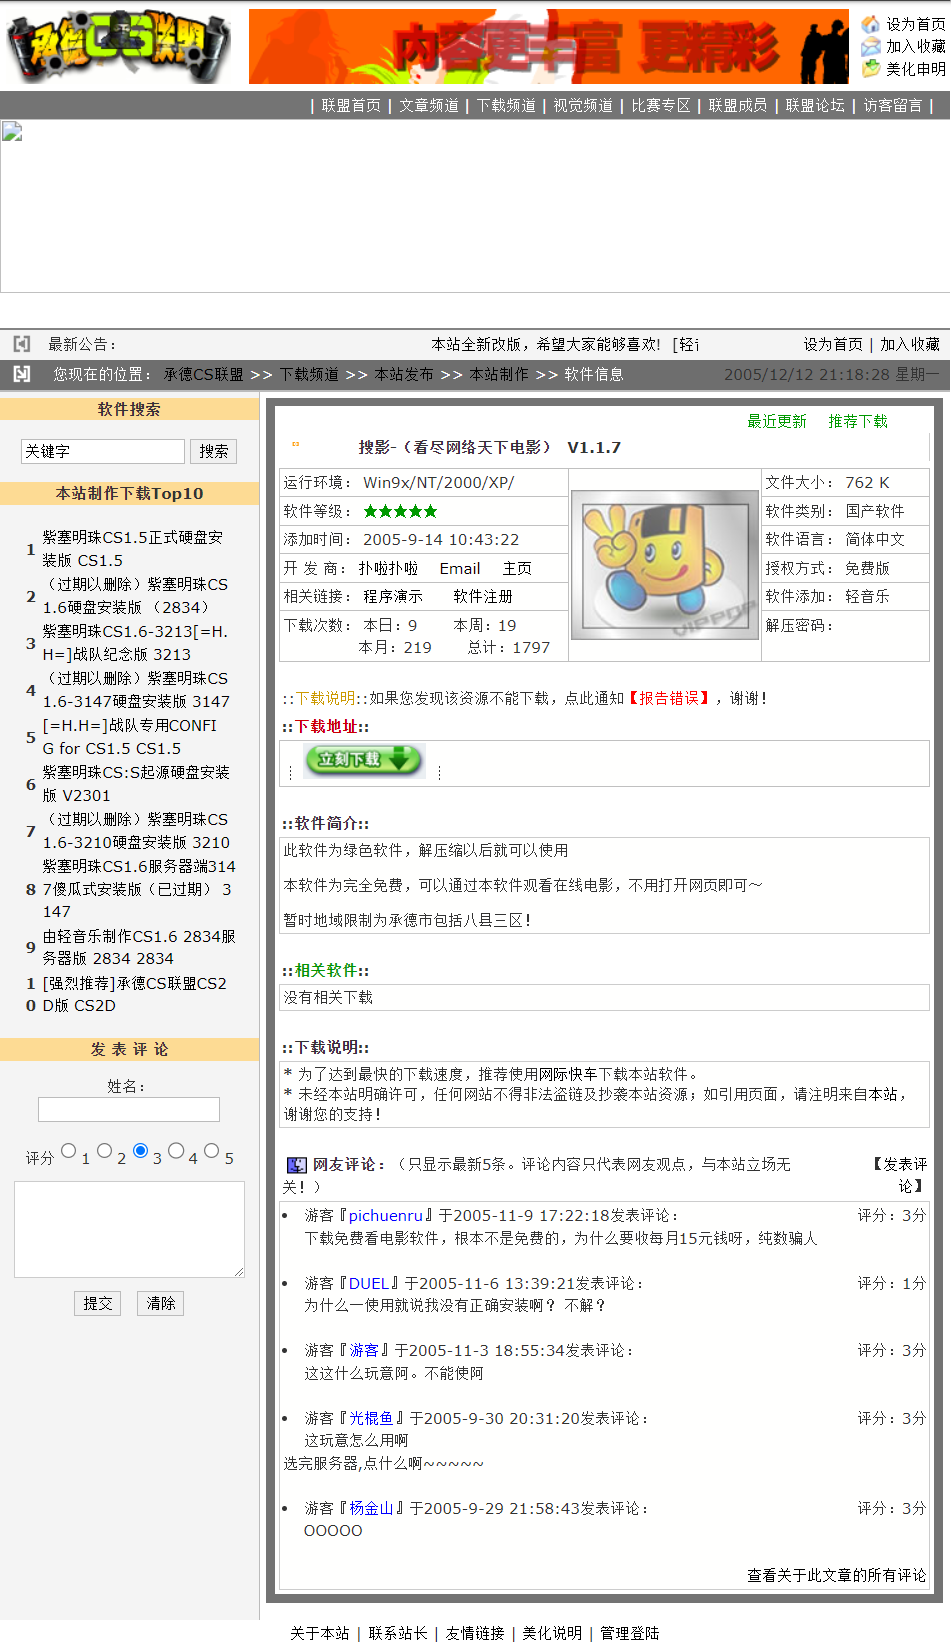 承德CS联盟
内容更丰富 更精彩
设为首页
加入收藏
美化申明
| 联盟首页 | 文章频道 | 下载频道 | 视觉频道 | 比赛专区 | 联盟成员 | 联盟论坛 | 访客留言 |
最新公告： 本站全新改版，希望大家能够喜欢! [轻 设为首页 | 加入收藏
您现在的位置： 承德CS联盟 >> 下载频道 >> 本站发布 >> 本站制作 >> 软件信息 2005/12/12 21:18:28 星期一
软件搜索
关键字 搜索
本站制作下载Top10
1 紫塞明珠CS1.5正式硬盘安
装版 CS1.5
2 （过期以删除）紫塞明珠CS
1.6硬盘安装版 （2834）
3 紫塞明珠CS1.6-3213[=H.
H=]战队纪念版 3213
4 （过期以删除）紫塞明珠CS
1.6-3147硬盘安装版 3147
5 [=H.H=]战队专用CONFI
G for CS1.5 CS1.5
6 紫塞明珠CS:S起源硬盘安装
版 V2301
7 （过期以删除）紫塞明珠CS
1.6-3210硬盘安装版 3210
紫塞明珠CS1.6服务器端314
8 7傻瓜式安装版（已过期） 3
147
9 由轻音乐制作CS1.6 2834服
务器版 2834 2834
10 [强烈推荐]承德CS联盟CS2
D版 CS2D
发 表 评 论
姓名：
评分 1 2 3 4 5
提交 清除
最近更新 推荐下载
搜影-（看尽网络天下电影） V1.1.7
运行环境： Win9x/NT/2000/XP/
软件等级： ★★★★★
添加时间： 2005-9-14 10:43:22
开 发 商： 扑啦扑啦 Email 主页
相关链接： 程序演示 软件注册
下载次数： 本日：9 本周：19
本月：219 总计：1797
VIPPDP
文件大小： 762 K
软件类别： 国产软件
软件语言： 简体中文
授权方式： 免费版
软件添加： 轻音乐
解压密码：
::下载说明::如果您发现该资源不能下载，点此通知【报告错误】，谢谢！
::下载地址::
立刻下载
::软件简介::
此软件为绿色软件，解压缩以后就可以使用
本软件为完全免费，可以通过本软件观看在线电影，不用打开网页即可～
暂时地域限制为承德市包括八县三区！
::相关软件::
没有相关下载
::下载说明::
* 为了达到最快的下载速度，推荐使用网际快车下载本站软件。
* 未经本站明确许可，任何网站不得非法盗链及抄袭本站资源；如引用页面，请注明来自本站，
谢谢您的支持！
网友评论：（只显示最新5条。评论内容只代表网友观点，与本站立场无
关！） 【发表评
论】
• 游客『pichuenru』于2005-11-9 17:22:18发表评论： 评分：3分
下载免费看电影软件，根本不是免费的，为什么要收每月15元钱呀，纯数骗人
• 游客『DUEL』于2005-11-6 13:39:21发表评论： 评分：1分
为什么一使用就说我没有正确安装啊？ 不解？
• 游客『游客』于2005-11-3 18:55:34发表评论： 评分：3分
这这什么玩意阿。不能使阿
• 游客『光棍鱼』于2005-9-30 20:31:20发表评论： 评分：3分
这玩意怎么用啊
选完服务器,点什么啊~~~~~
• 游客『杨金山』于2005-9-29 21:58:43发表评论： 评分：3分
OOOOO
查看关于此文章的所有评论
关于本站 | 联系站长 | 友情链接 | 美化说明 | 管理登陆